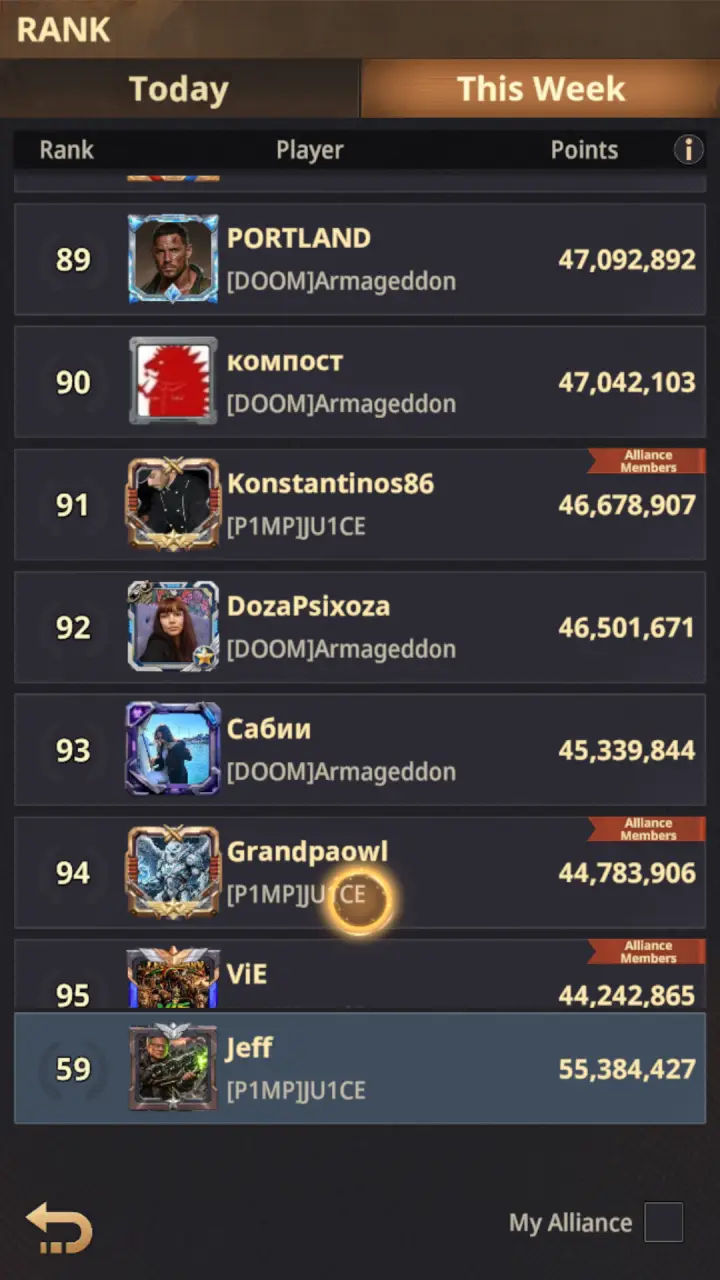 RANK
Today
This Week
Rank
Player
Points
89
PORTLAND
[DOOM]Armageddon
47,092,892
90
компост
[DOOM]Armageddon
47,042,103
Alliance
Members
91
Konstantinos86
[P1MP]JU1CE
46,678,907
92
DozaPsixoza
[DOOM]Armageddon
46,501,671
93
Сабии
[DOOM]Armageddon
45,339,844
Alliance
Members
94
Grandpaowl
[P1MP]JU1CE
44,783,906
Alliance
Members
95
ViE
44,242,865
59
Jeff
[P1MP]JU1CE
55,384,427
My Alliance